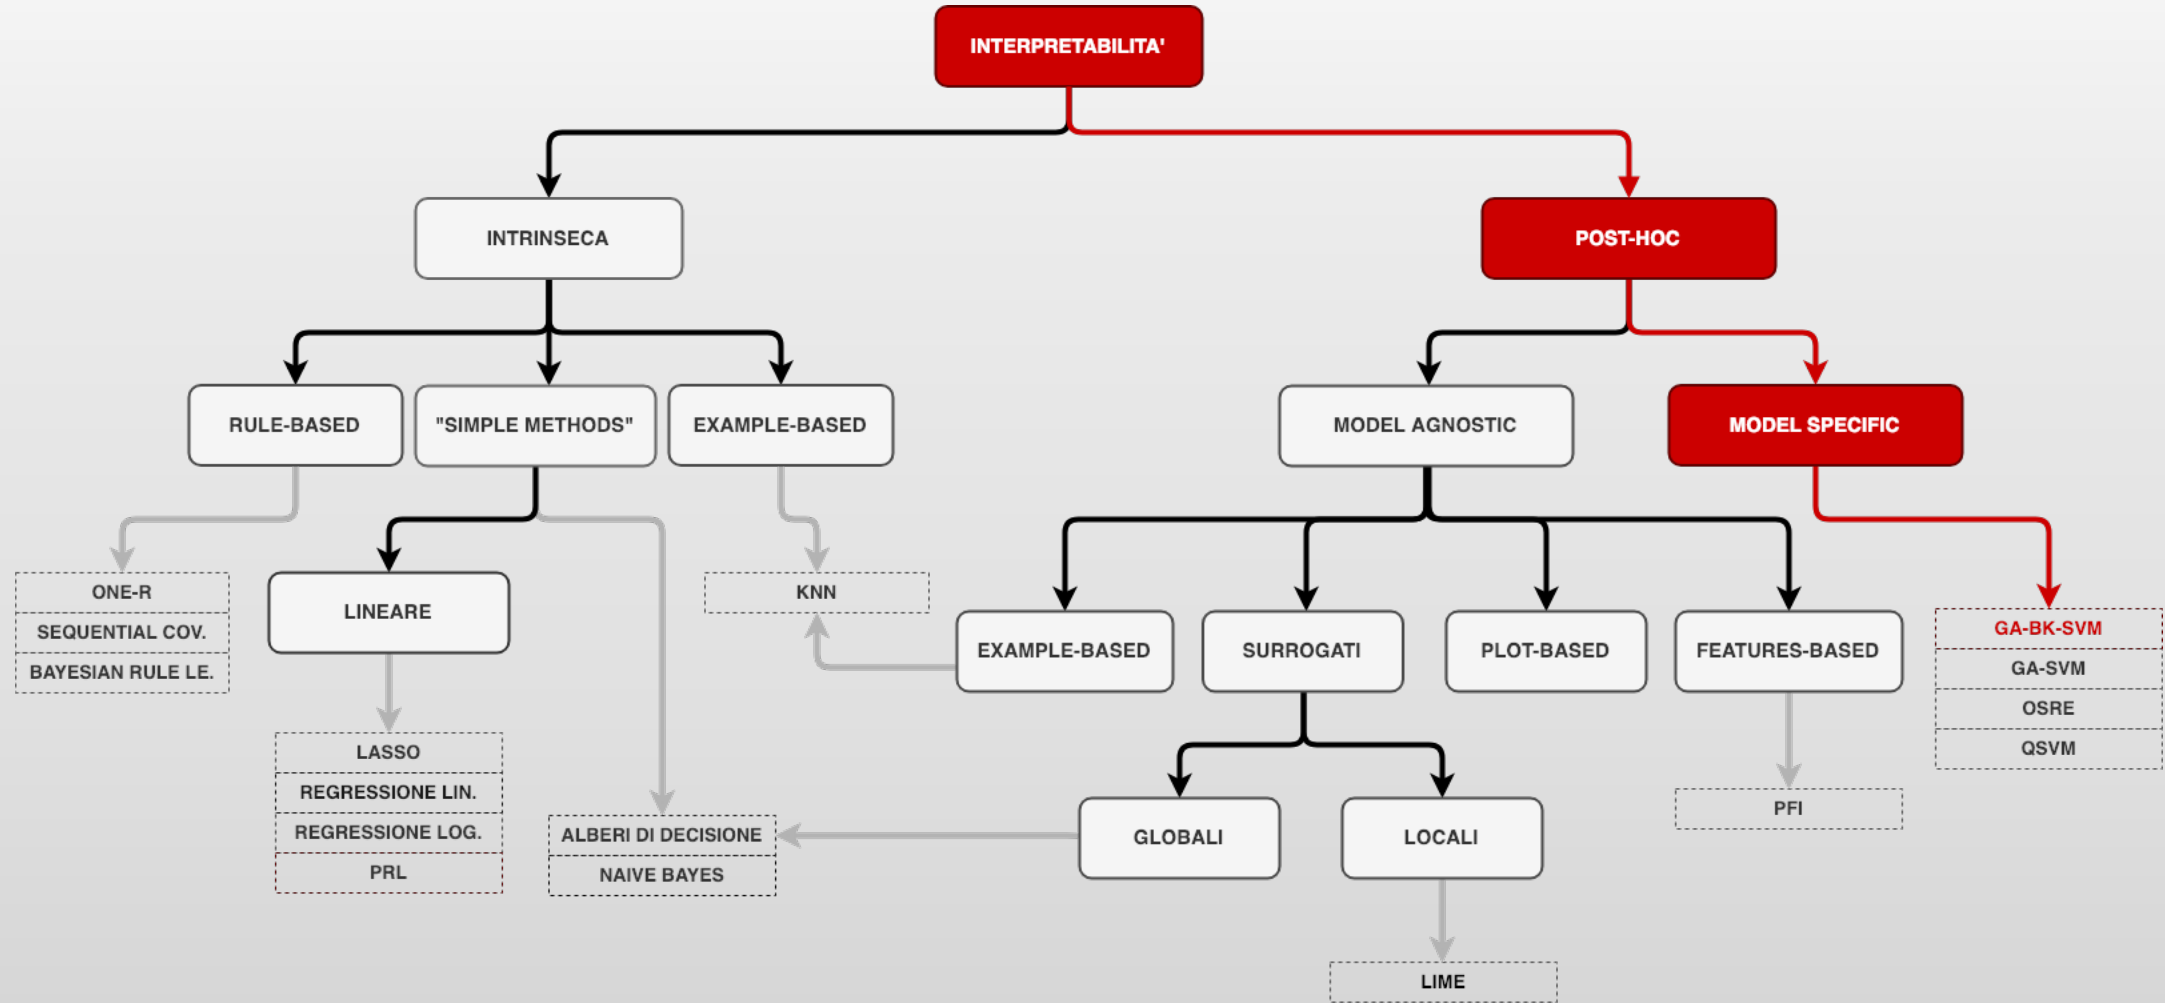 INTERPRETABILITA'
INTRINSECA
POST-HOC
RULE-BASED
"SIMPLE METHODS"
EXAMPLE-BASED
MODEL AGNOSTIC
MODEL SPECIFIC
ONE-R
SEQUENTIAL COV.
BAYESIAN RULE LE.
LINEARE
KNN
EXAMPLE-BASED
SURROGATI
PLOT-BASED
FEATURES-BASED
GA-BK-SVM
GA-SVM
OSRE
QSVM
LASSO
REGRESSIONE LIN.
REGRESSIONE LOG.
PRL
ALBERI DI DECISIONE
NAIVE BAYES
GLOBALI
LOCALI
PFI
LIME